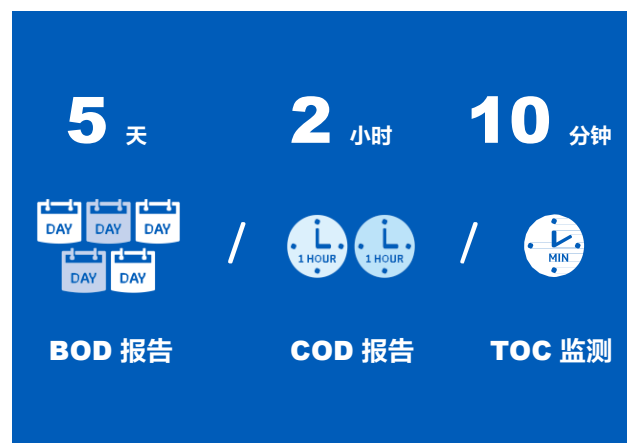 5 天
2 小时
10 分钟
DAY DAY DAY
DAY DAY
/
1 HOUR 1 HOUR
/
MIN
BOD 报告
COD 报告
TOC 监测